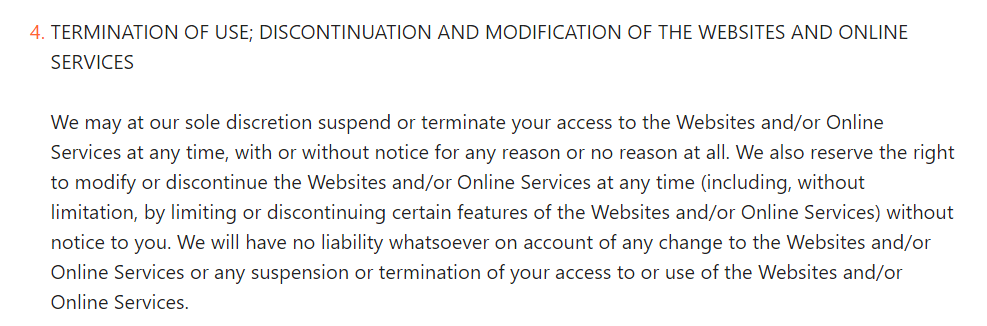 4. TERMINATION OF USE; DISCONTINUATION AND MODIFICATION OF THE WEBSITES AND ONLINE
SERVICES
We may at our sole discretion suspend or terminate your access to the Websites and/or Online
Services at any time, with or without notice for any reason or no reason at all. We also reserve the right
to modify or discontinue the Websites and/or Online Services at any time (including, without
limitation, by limiting or discontinuing certain features of the Websites and/or Online Services) without
notice to you. We will have no liability whatsoever on account of any change to the Websites and/or
Online Services or any suspension or termination of your access to or use of the Websites and/or
Online Services.